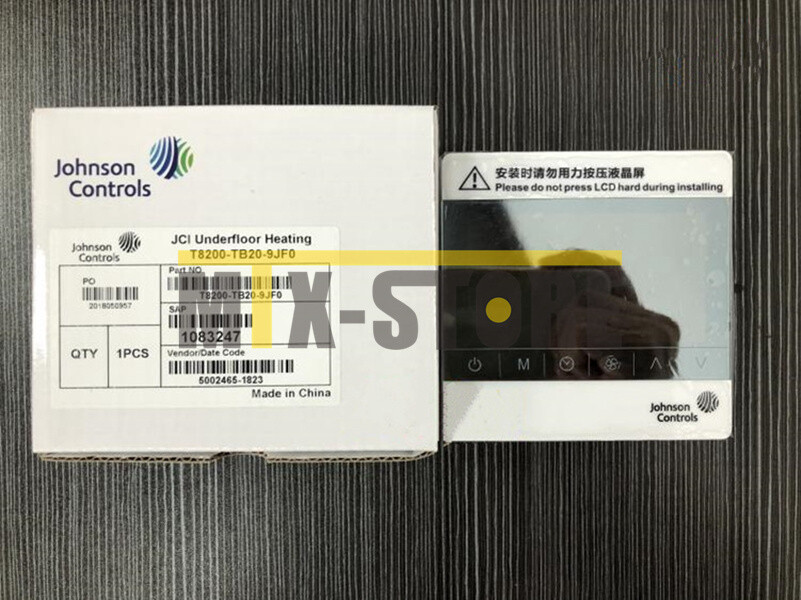 Johnson
Controls
Johnson
Controls
JCI Underfloor Heating
T8200-TB20-9JF0
PO
2018050957
Part NO
T8200-TB20-9JF0
SAP
1083247
QTY
1PCS
Vendor/Date Code
5002465-1823
Made in China
MTX-STORE
安装时请勿用力按压液晶屏
Please do not press LCD hard during installing
M
Johnson
Controls